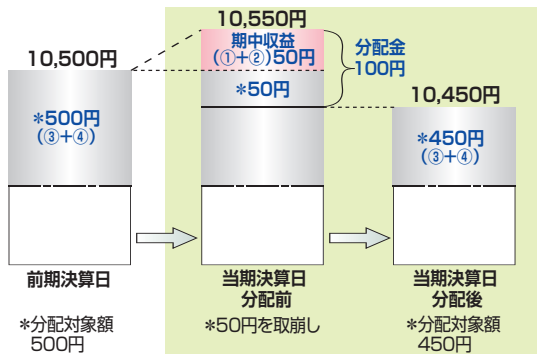 10,500円
*500円
(③+④)
前期決算日
*分配対象額
500円
10,550円
期中収益
(①+②)50円
*50円
分配金
100円
当期決算日
分配前
*50円を取崩し
10,450円
*450円
(③+④)
当期決算日
分配後
*分配対象額
450円